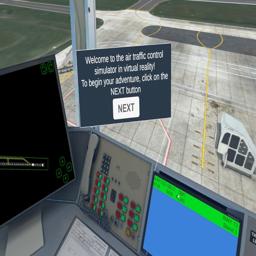 Welcome to the air traffic control
simulator in virtual reality!
To begin your adventure, click on the
NEXT button
NEXT